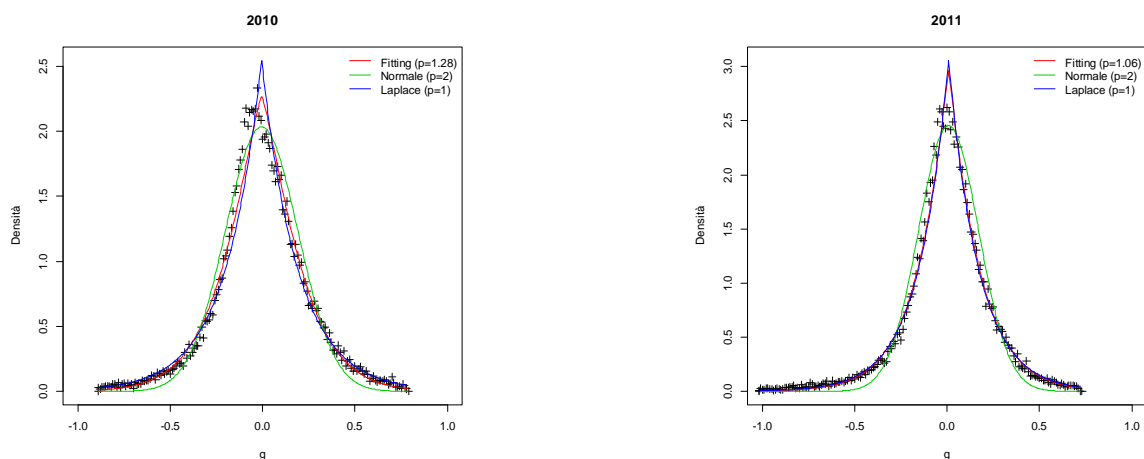 2010
Fitting (p=1.28)
Normale (p=2)
Laplace (p=1)
Densità
2.5
2.0
1.5
1.0
0.5
0.0
-1.0 -0.5 0.0 0.5 1.0
g
2011
Fitting (p=1.06)
Normale (p=2)
Laplace (p=1)
Densità
3.0
2.5
2.0
1.5
1.0
0.5
0.0
-1.0 -0.5 0.0 0.5 1.0
g